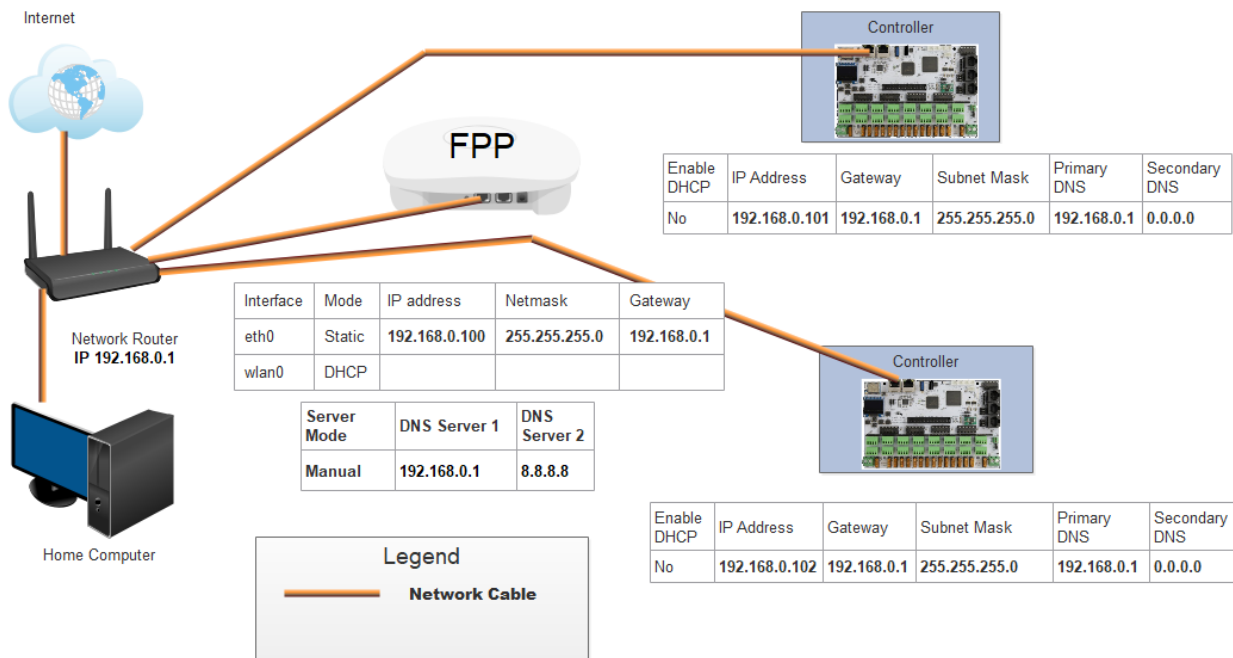 Internet
Controller
FPP
Enable DHCP | IP Address | Gateway | Subnet Mask | Primary DNS | Secondary DNS
No | 192.168.0.101 | 192.168.0.1 | 255.255.255.0 | 192.168.0.1 | 0.0.0.0
Interface | Mode | IP address | Netmask | Gateway
eth0 | Static | 192.168.0.100 | 255.255.255.0 | 192.168.0.1
wlan0 | DHCP
Network Router
IP 192.168.0.1
Controller
Server Mode | DNS Server 1 | DNS Server 2
Manual | 192.168.0.1 | 8.8.8.8
Home Computer
Enable DHCP | IP Address | Gateway | Subnet Mask | Primary DNS | Secondary DNS
No | 192.168.0.102 | 192.168.0.1 | 255.255.255.0 | 192.168.0.1 | 0.0.0.0
Legend
Network Cable